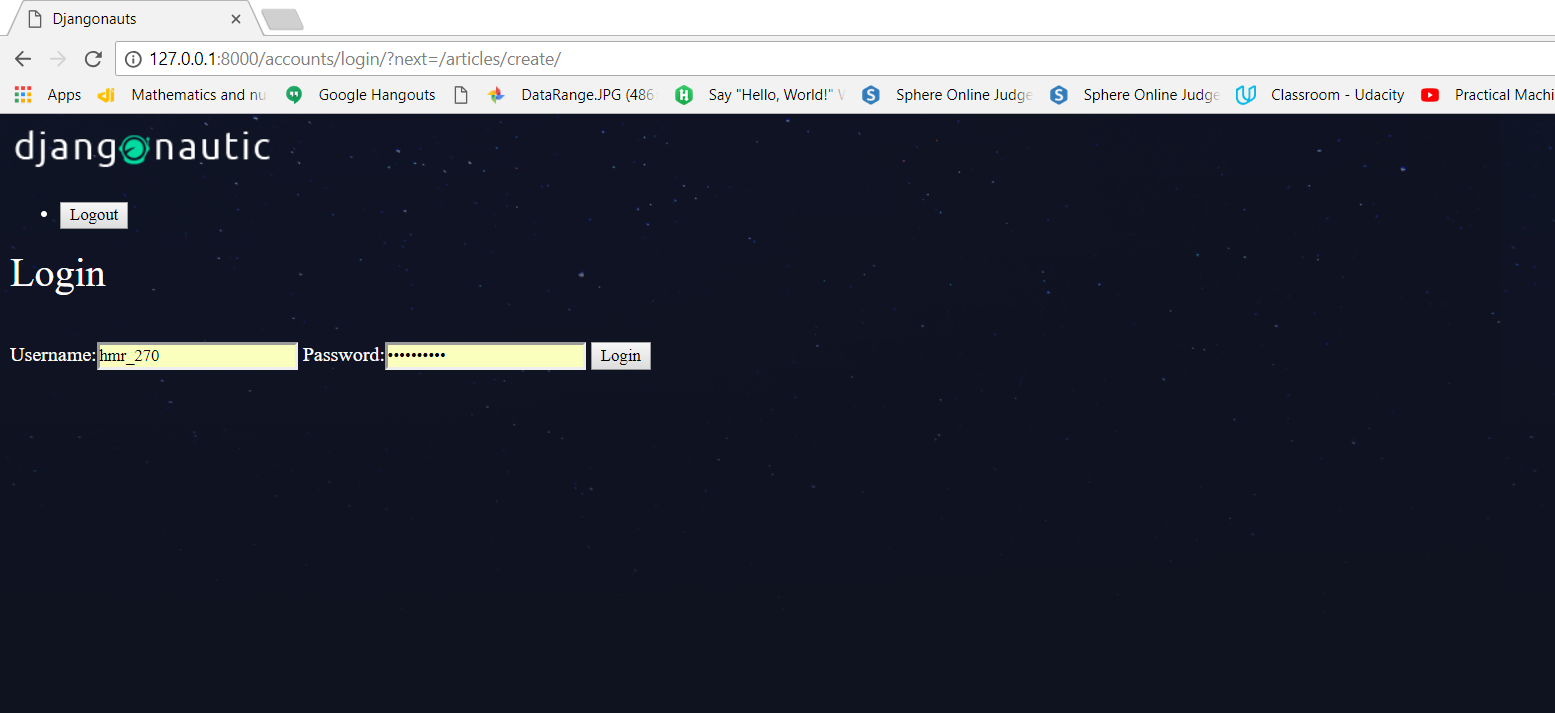 Djangonauts
127.0.0.1:8000/accounts/login/?next=/articles/create/
Apps Mathematics and nu Google Hangouts DataRange.JPG (486 Say "Hello, World!" Sphere Online Judge Sphere Online Judge Classroom - Udacity Practical Machi
djangonautic
Logout
Login
Username: hmr_270 Password: •••••••••• Login